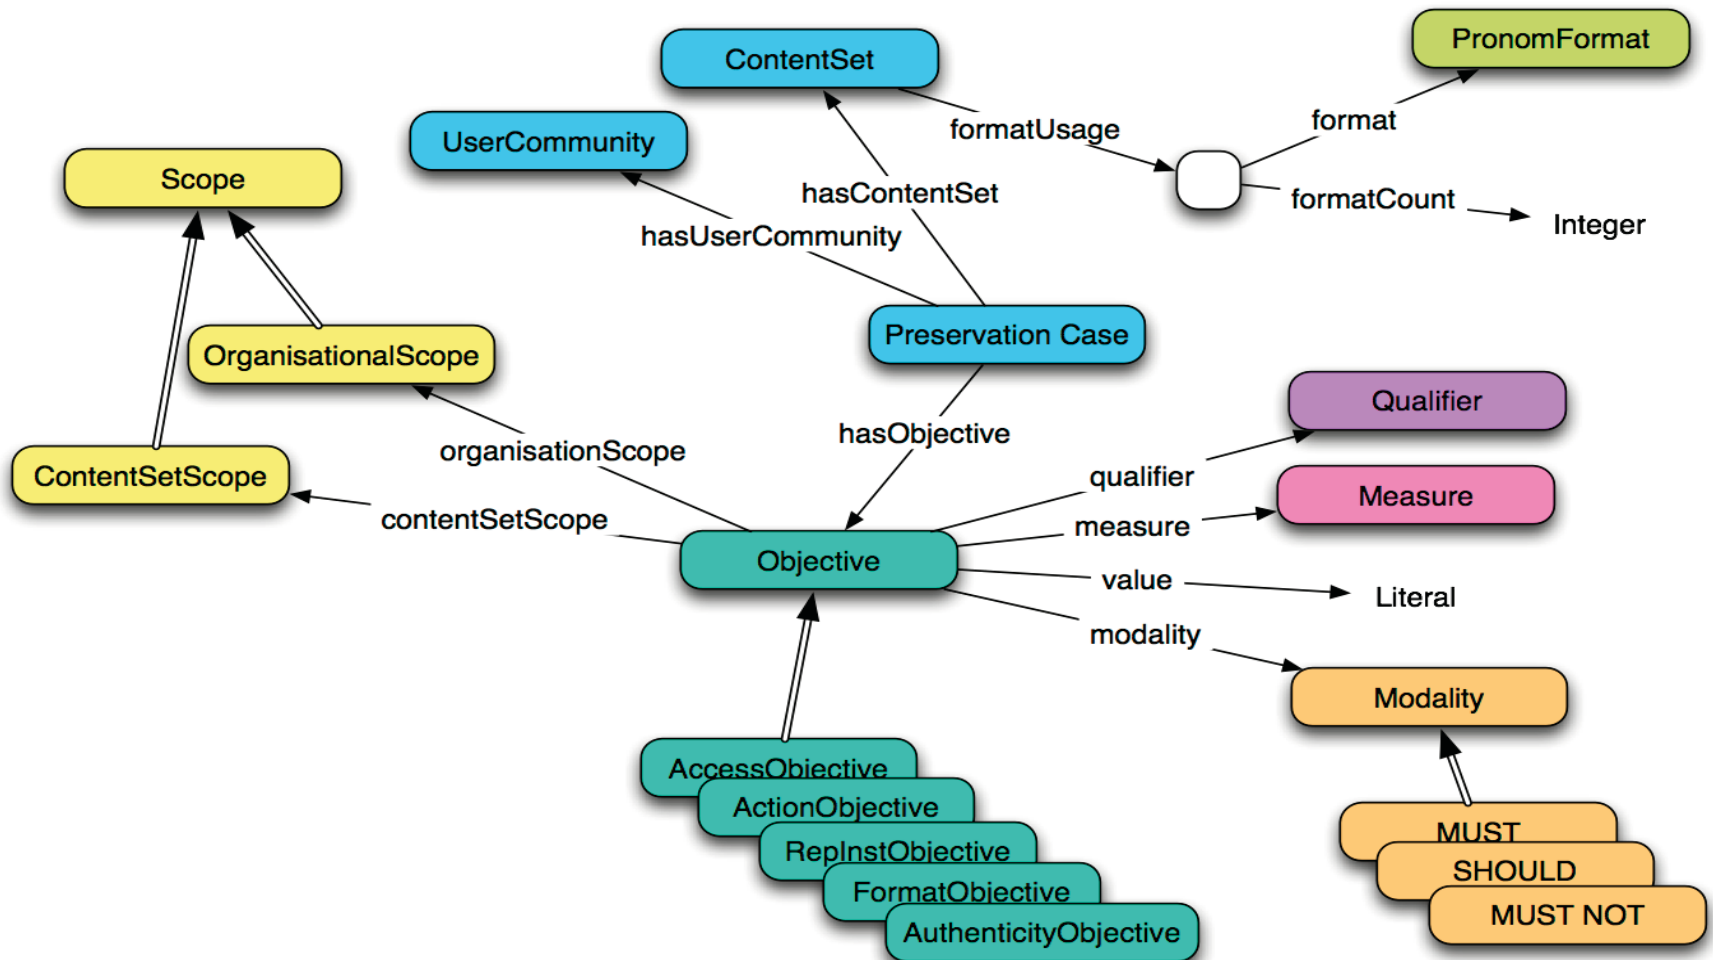 PronomFormat
ContentSet
format
formatUsage
UserCommunity
Scope
hasContentSet
formatCount
Integer
hasUserCommunity
Preservation Case
OrganisationalScope
Qualifier
hasObjective
organisationScope
qualifier
ContentSetScope
Measure
contentSetScope
measure
Objective
value
Literal
modality
Modality
AccessObjective
ActionObjective
MUST
RepInstObjective
SHOULD
FormatObjective
MUST NOT
AuthenticityObjective